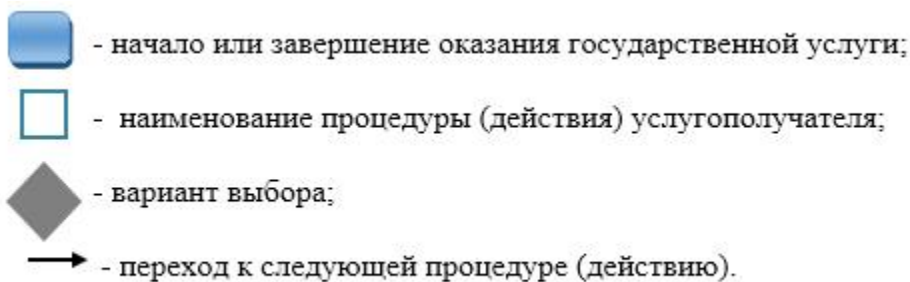 - начало или завершение оказания государственной услуги;
- наименование процедуры (действия) услугополучателя;
- вариант выбора;
- переход к следующей процедуре (действию).